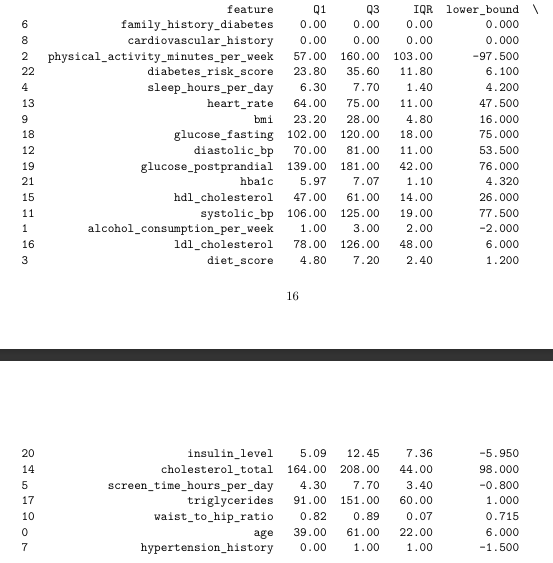 feature Q1 Q3 IQR lower_bound \
6 family_history_diabetes 0.00 0.00 0.00 0.000
8 cardiovascular_history 0.00 0.00 0.00 0.000
2 physical_activity_minutes_per_week 57.00 160.00 103.00 -97.500
22 diabetes_risk_score 23.80 35.60 11.80 6.100
4 sleep_hours_per_day 6.30 7.70 1.40 4.200
13 heart_rate 64.00 75.00 11.00 47.500
9 bmi 23.20 28.00 4.80 16.000
18 glucose_fasting 102.00 120.00 18.00 75.000
12 diastolic_bp 70.00 81.00 11.00 53.500
19 glucose_postprandial 139.00 181.00 42.00 76.000
21 hba1c 5.97 7.07 1.10 4.320
15 hdl_cholesterol 47.00 61.00 14.00 26.000
11 systolic_bp 106.00 125.00 19.00 77.500
1 alcohol_consumption_per_week 1.00 3.00 2.00 -2.000
16 ldl_cholesterol 78.00 126.00 48.00 6.000
3 diet_score 4.80 7.20 2.40 1.200
16
20 insulin_level 5.09 12.45 7.36 -5.950
14 cholesterol_total 164.00 208.00 44.00 98.000
5 screen_time_hours_per_day 4.30 7.70 3.40 -0.800
17 triglycerides 91.00 151.00 60.00 1.000
10 waist_to_hip_ratio 0.82 0.89 0.07 0.715
0 age 39.00 61.00 22.00 6.000
7 hypertension_history 0.00 1.00 1.00 -1.500